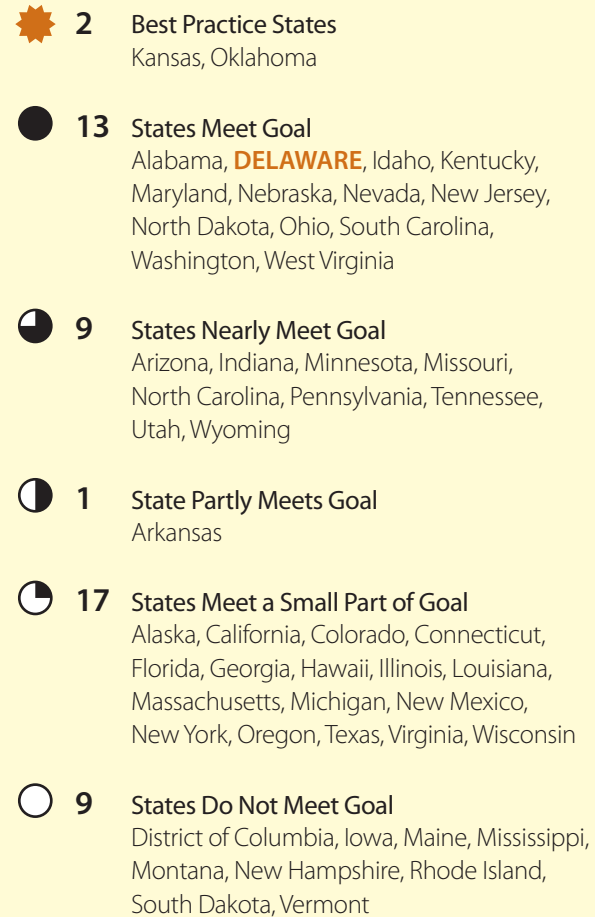 2 Best Practice States
Kansas, Oklahoma
13 States Meet Goal
Alabama, DELAWARE, Idaho, Kentucky,
Maryland, Nebraska, Nevada, New Jersey,
North Dakota, Ohio, South Carolina,
Washington, West Virginia
9 States Nearly Meet Goal
Arizona, Indiana, Minnesota, Missouri,
North Carolina, Pennsylvania, Tennessee,
Utah, Wyoming
1 State Partly Meets Goal
Arkansas
17 States Meet a Small Part of Goal
Alaska, California, Colorado, Connecticut,
Florida, Georgia, Hawaii, Illinois, Louisiana,
Massachusetts, Michigan, New Mexico,
New York, Oregon, Texas, Virginia, Wisconsin
9 States Do Not Meet Goal
District of Columbia, Iowa, Maine, Mississippi,
Montana, New Hampshire, Rhode Island,
South Dakota, Vermont